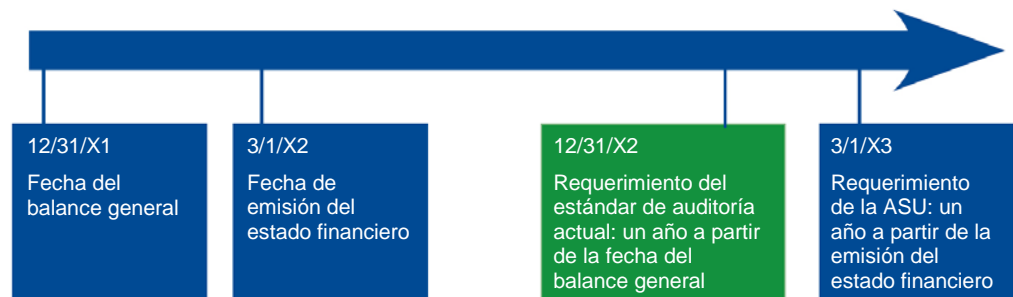 12/31/X1
Fecha del
balance general
3/1/X2
Fecha de
emisión del
estado financiero
12/31/X2
Requerimiento del
estándar de auditoría
actual: un año a partir
de la fecha del
balance general
3/1/X3
Requerimiento
de la ASU: un
año a partir de la
emisión del
estado financiero